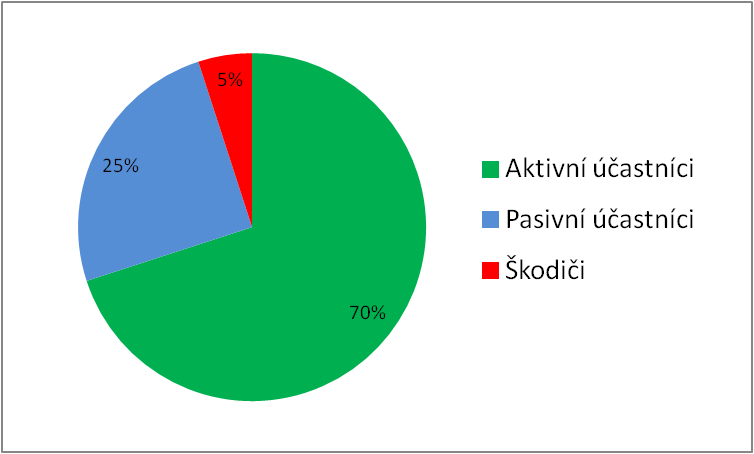 5%
25%
70%
Aktivní účastníci
Pasivní účastníci
Škodiči